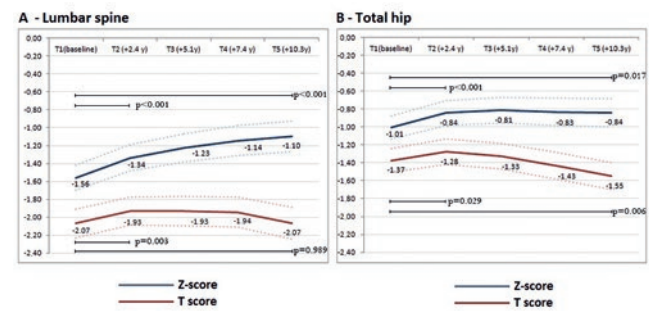 A - Lumbar spine
0,00
-0,20
-0,40
-0,60
-0,80
-1,00
-1,20
-1,40
-1,60
-1,80
-2,00
-2,20
-2,40
T1(baseline) T2 (+2.4 y) T3 (+5.1y) T4 (+7.4 y) T5 (+10.3y)
p<0.001
p<0.001
-1.56 -1.34 -1.23 -1.14 -1.10
-2.07 -1.93 -1.93 -1.94 -2.07
p=0.003
p=0.989
Z-score
T score
B - Total hip
0,00
-0,20
-0,40
-0,60
-0,80
-1,00
-1,20
-1,40
-1,60
-1,80
-2,00
-2,20
-2,40
T1(baseline) T2 (+2.4 y) T3 (+5.1y) T4 (+7.4 y) T5 (+10.3y)
p=0.017
p<0.001
-1.01 -0.84 -0.81 -0.83 -0.84
-1.37 -1.28 -1.33 -1.43 -1.55
p=0.029
p=0.006
Z-score
T score